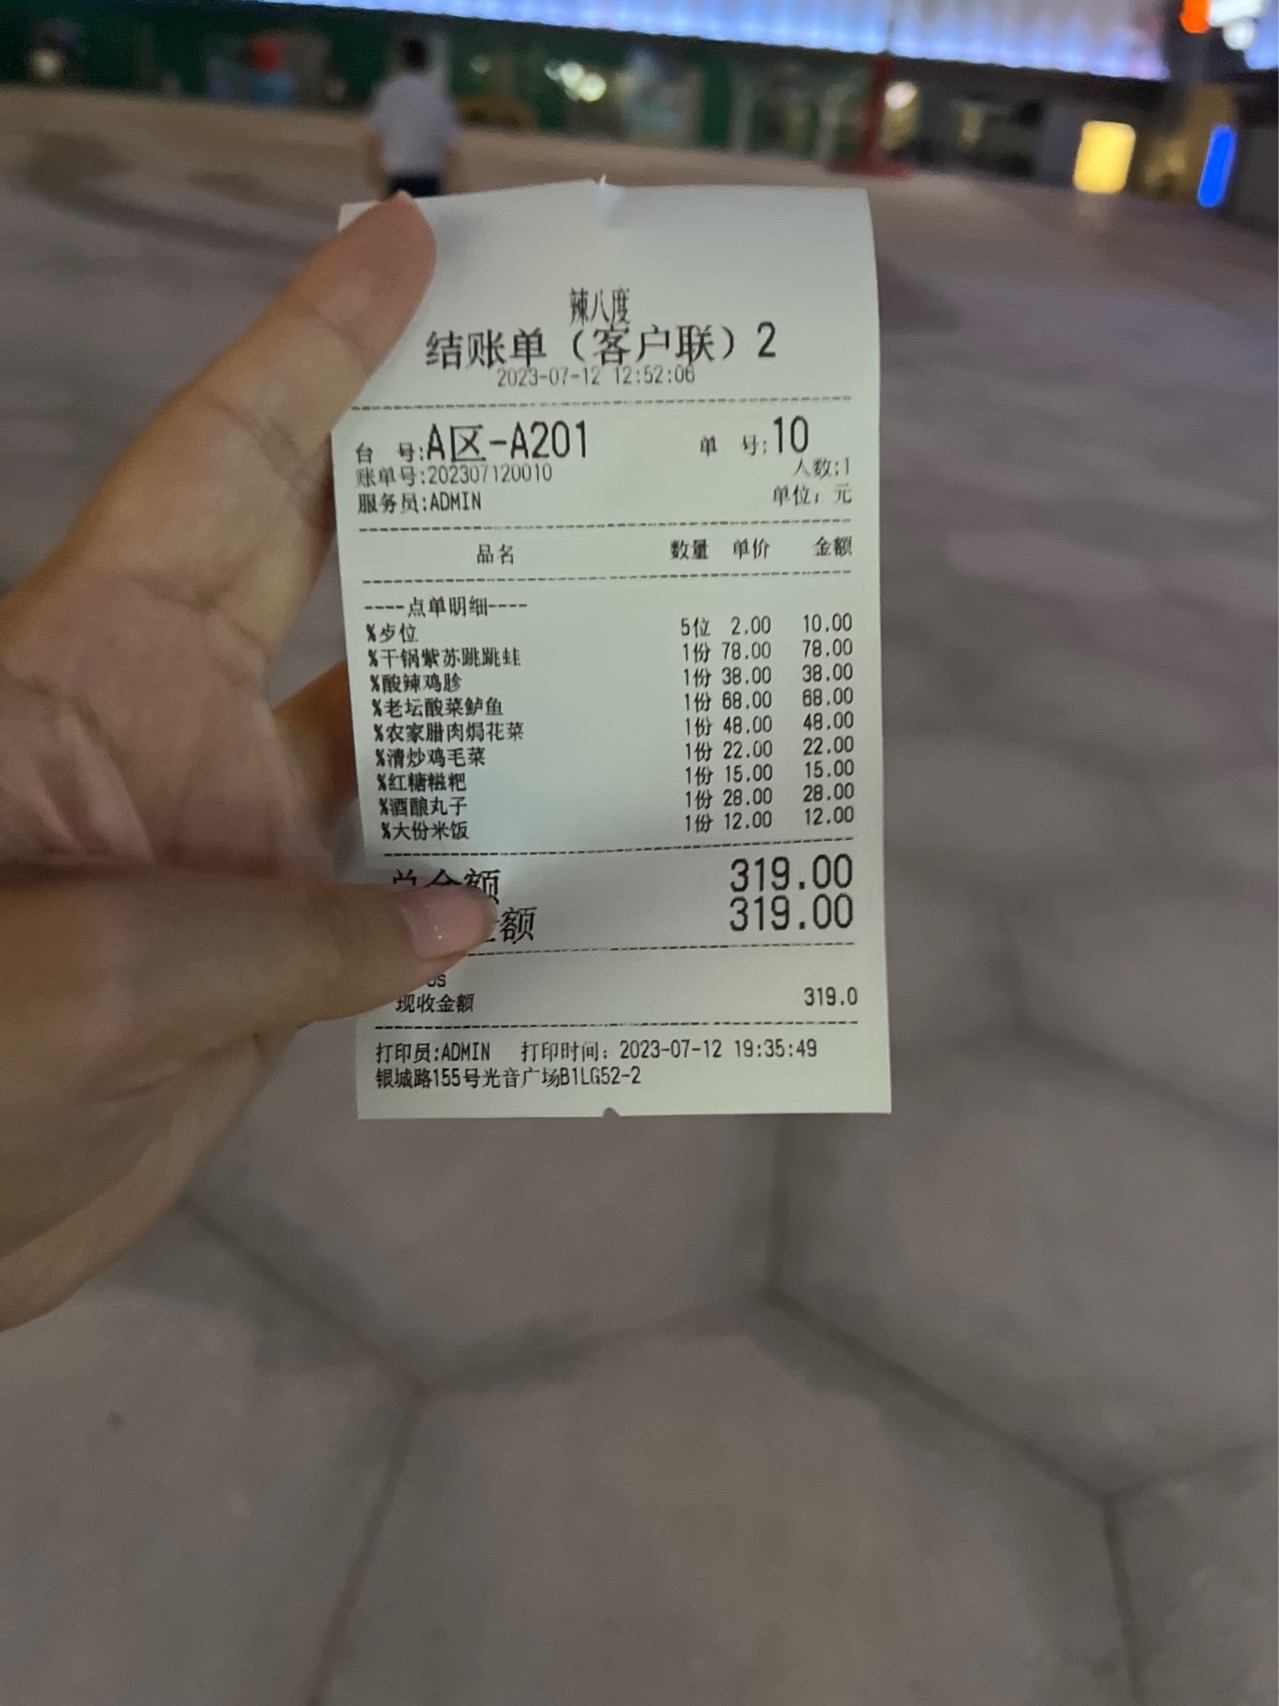 辣八度
结账单（客户联）2
2023-07-12 12:52:06
台 号:A区-A201 单 号:10
账单号:202307120010 人数:1
服务员:ADMIN 单位：元
品名 数量 单价 金额
----点单明细----
%歺位 5位 2.00 10.00
%干锅紫苏跳跳蛙 1份 78.00 78.00
%酸辣鸡胗 1份 38.00 38.00
%老坛酸菜鲈鱼 1份 68.00 68.00
%农家腊肉焗花菜 1份 48.00 48.00
%清炒鸡毛菜 1份 22.00 22.00
%红糖糍粑 1份 15.00 15.00
%酒酿丸子 1份 28.00 28.00
%大份米饭 1份 12.00 12.00
总金额 319.00
额 319.00
os
现收金额 319.0
打印员:ADMIN 打印时间：2023-07-12 19:35:49
银城路155号光音广场B1LG52-2